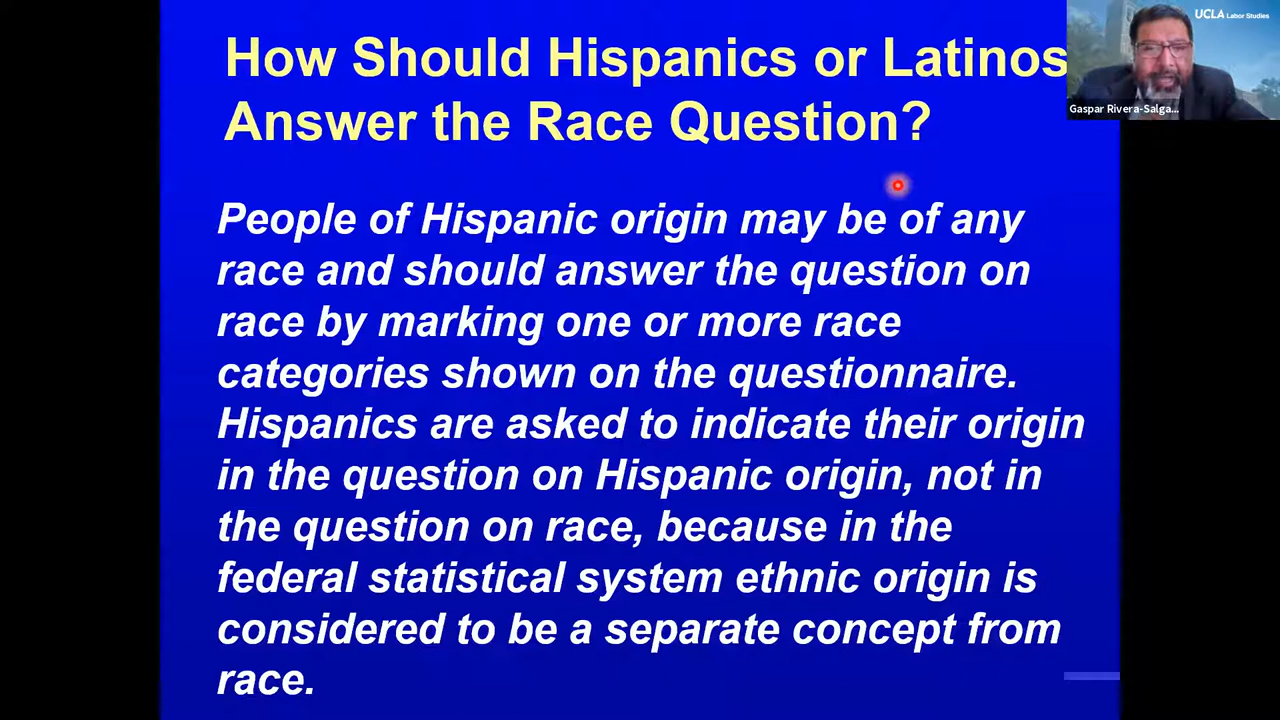 How Should Hispanics or Latinos
Answer the Race Question?
UCLA Labor Studies
Gaspar Rivera-Salga...
People of Hispanic origin may be of any
race and should answer the question on
race by marking one or more race
categories shown on the questionnaire.
Hispanics are asked to indicate their origin
in the question on Hispanic origin, not in
the question on race, because in the
federal statistical system ethnic origin is
considered to be a separate concept from
race.